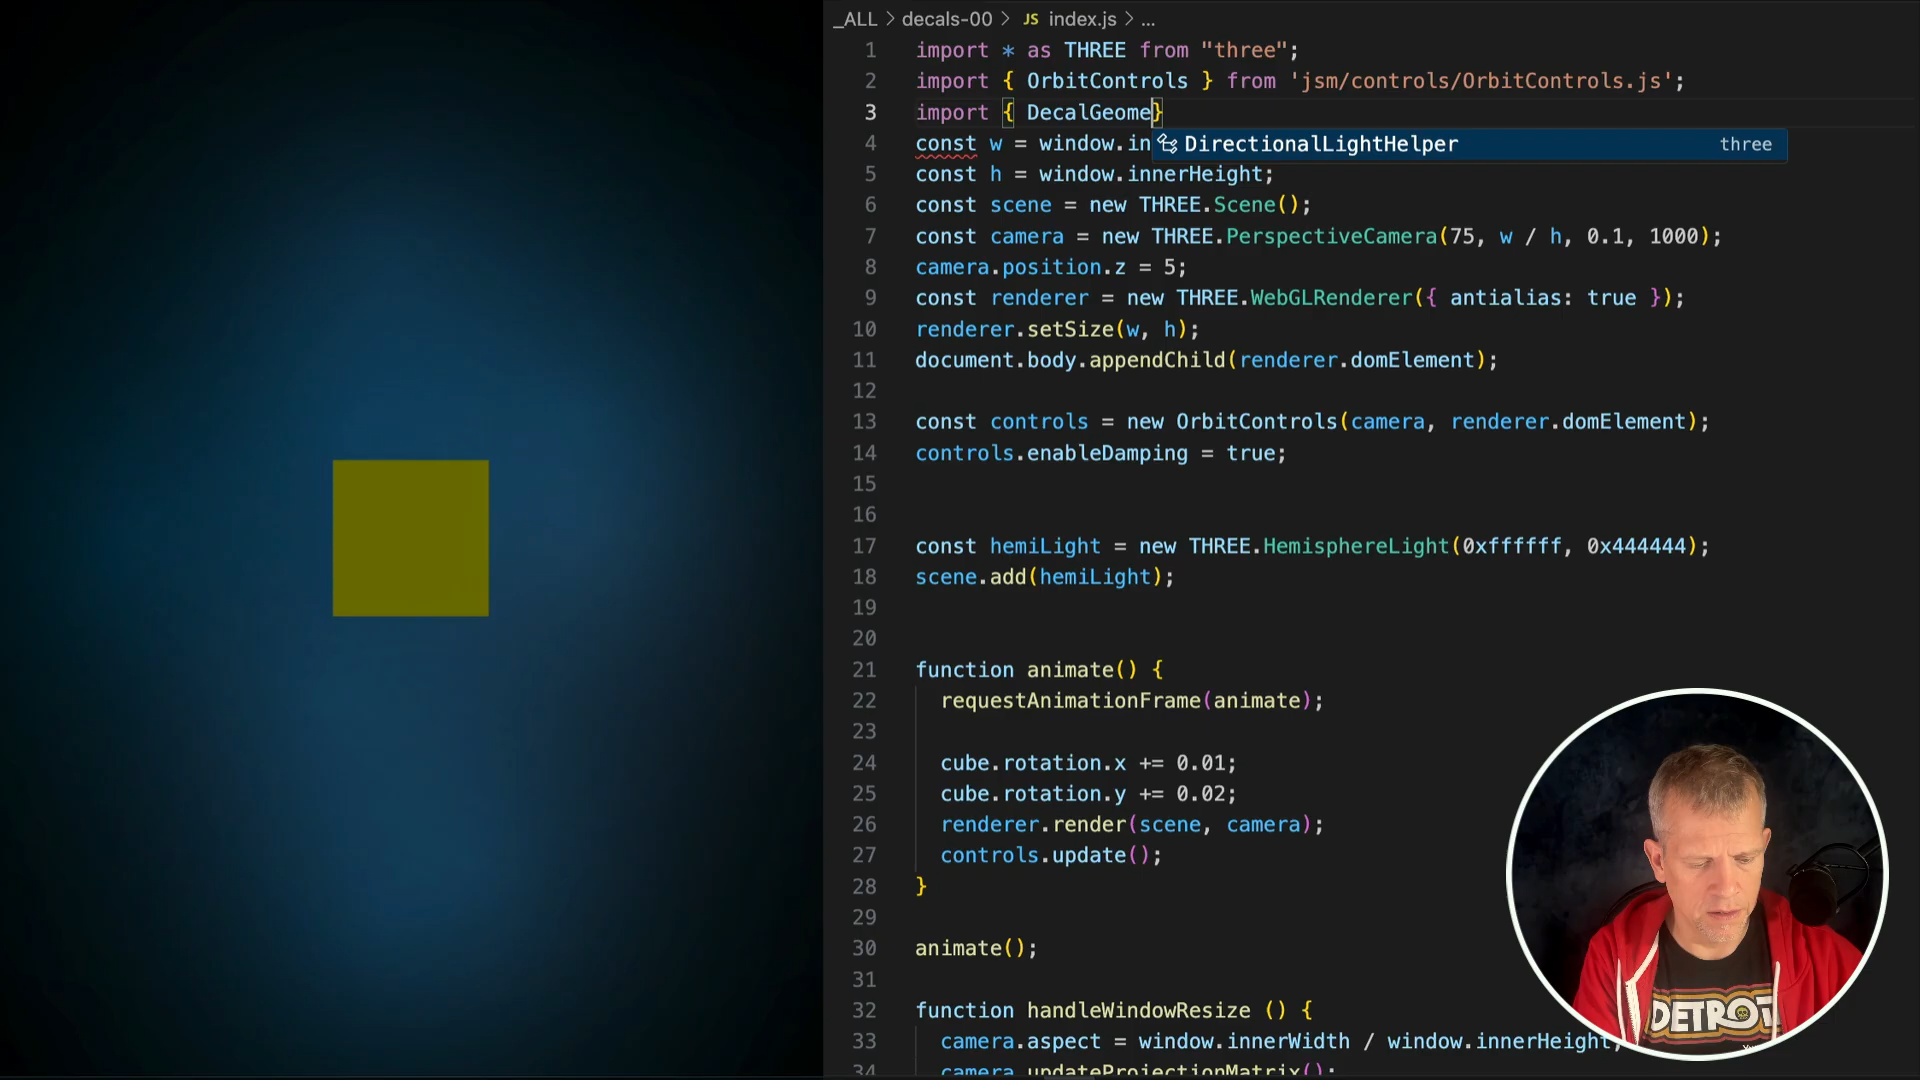 _ALL > decals-00 > JS index.js > ...
1 import * as THREE from "three";
2 import { OrbitControls } from 'jsm/controls/OrbitControls.js';
3 import { DecalGeome}
4 const w = window.in
DirectionalLightHelper three
5 const h = window.innerHeight;
6 const scene = new THREE.Scene();
7 const camera = new THREE.PerspectiveCamera(75, w / h, 0.1, 1000);
8 camera.position.z = 5;
9 const renderer = new THREE.WebGLRenderer({ antialias: true });
10 renderer.setSize(w, h);
11 document.body.appendChild(renderer.domElement);
12
13 const controls = new OrbitControls(camera, renderer.domElement);
14 controls.enableDamping = true;
15
16
17 const hemiLight = new THREE.HemisphereLight(0xffffff, 0x444444);
18 scene.add(hemiLight);
19
20
21 function animate() {
22 requestAnimationFrame(animate);
23
24 cube.rotation.x += 0.01;
25 cube.rotation.y += 0.02;
26 renderer.render(scene, camera);
27 controls.update();
28 }
29
30 animate();
31
32 function handleWindowResize () {
33 camera.aspect = window.innerWidth / window.innerHeight;
34 camera.updateProjectionMatrix();
DETROT